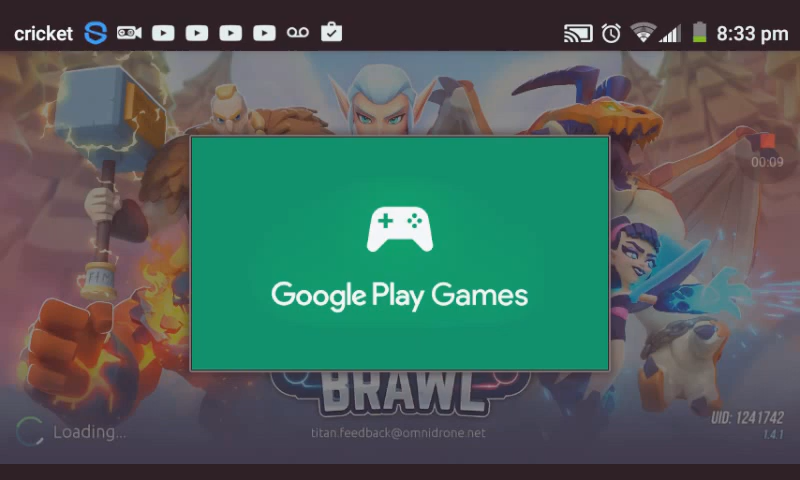 cricket 8:33 pm
00:09
Google Play Games
BRAWL
Loading...
titan.feedback@omnidrone.net
UID: 1241742
1.4.1